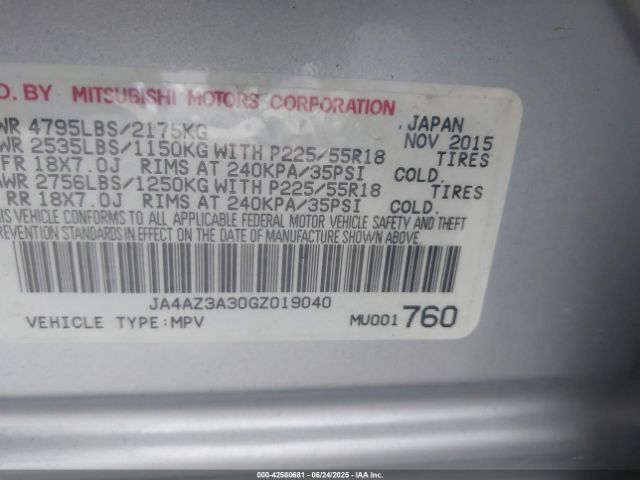 D. BY MITSUBISHI MOTORS CORPORATION
WR 4795LBS/2175KG JAPAN
NOV 2015
WR 2535LBS/1150KG WITH P225/55R18 TIRES
FR 18X7.0J RIMS AT 240KPA/35PSI COLD.
AWR 2756LBS/1250KG WITH P225/55R18 TIRES
RR 18X7.0J RIMS AT 240KPA/35PSI COLD.
VEHICLE CONFORMS TO ALL APPLICABLE FEDERAL MOTOR VEHICLE SAFETY AND THEFT
REVENTION STANDARDS IN EFFECT ON THE DATE OF MANUFACTURE SHOWN ABOVE.
JA4AZ3A30GZ019040
VEHICLE TYPE:MPV MU001 760
000-42580681 - 06/24/2025 - IAA Inc.